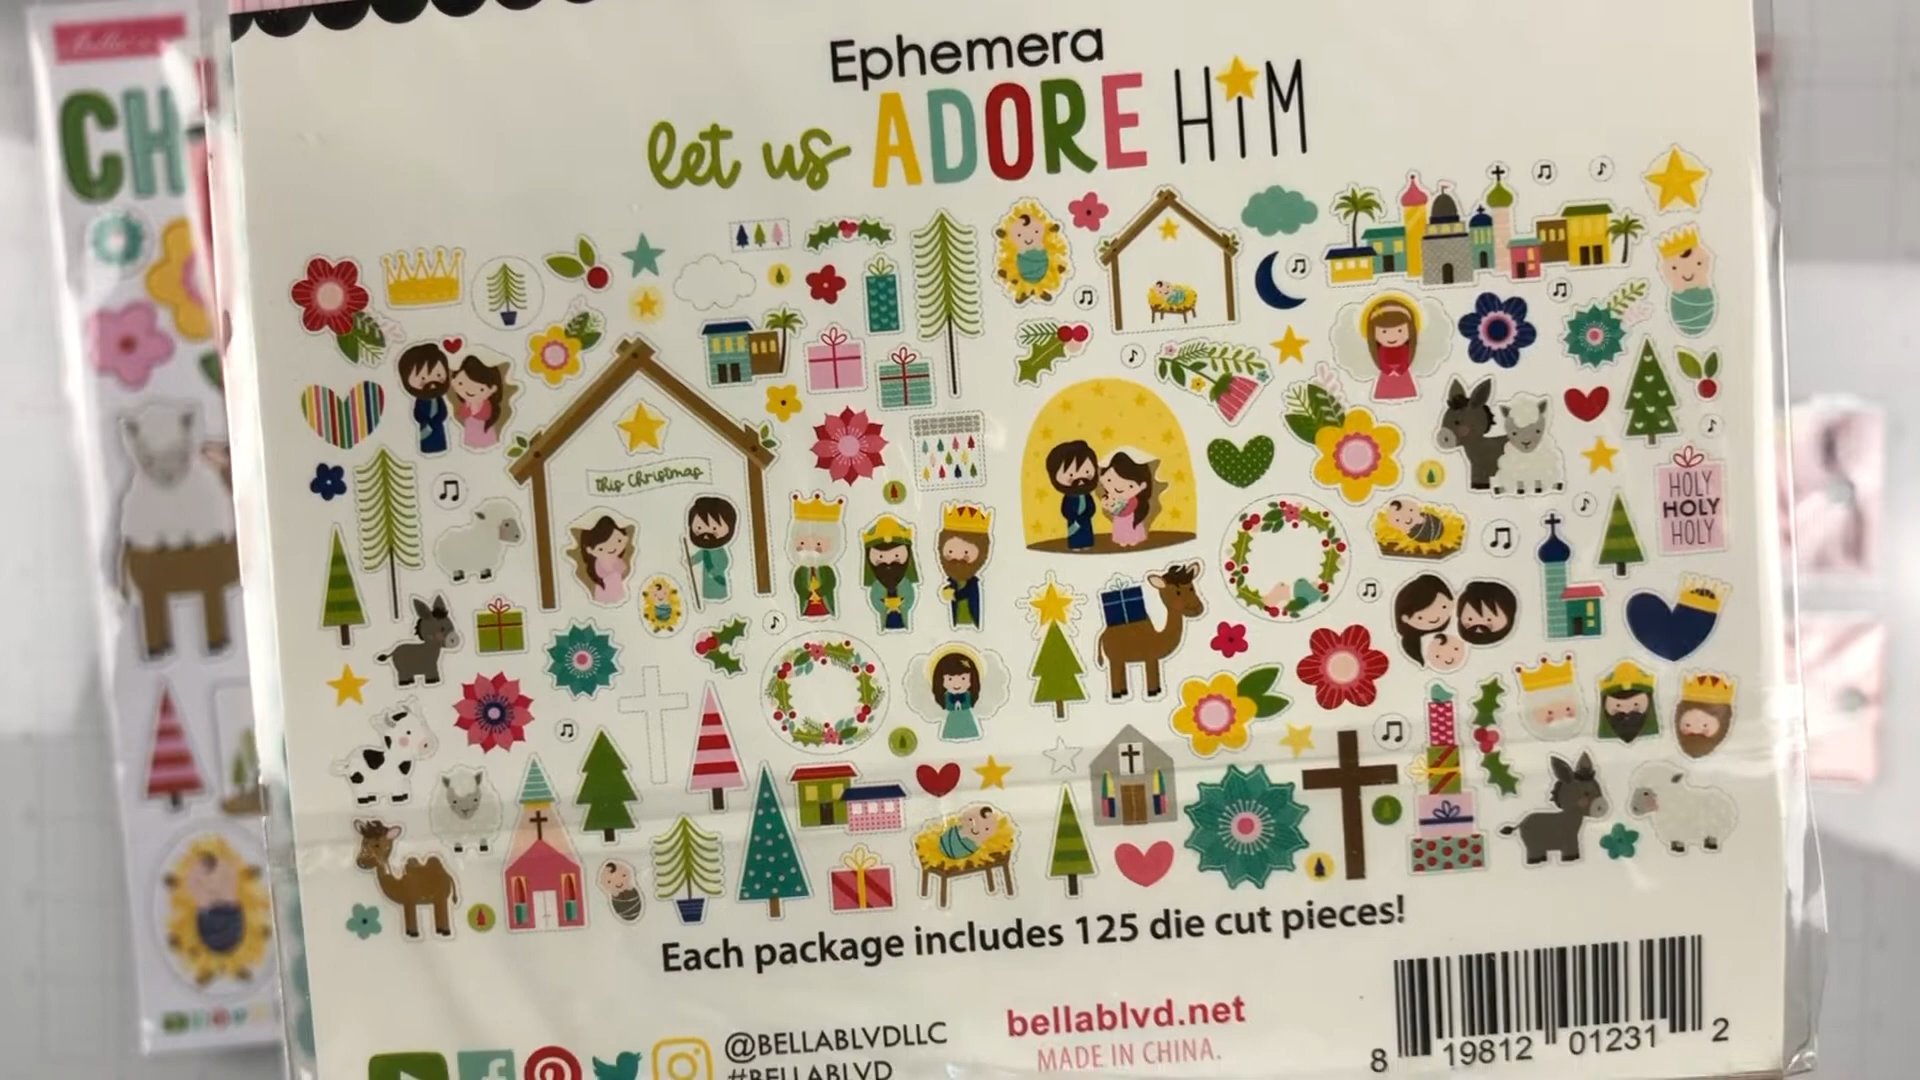 CH
Ephemera
let us ADORE HIM
this Christmas
HOLY
HOLY
HOLY
Each package includes 125 die cut pieces!
@BELLABLVDLLC
#BELLABLVD
bellablvd.net
MADE IN CHINA.
8 19812 01231 2